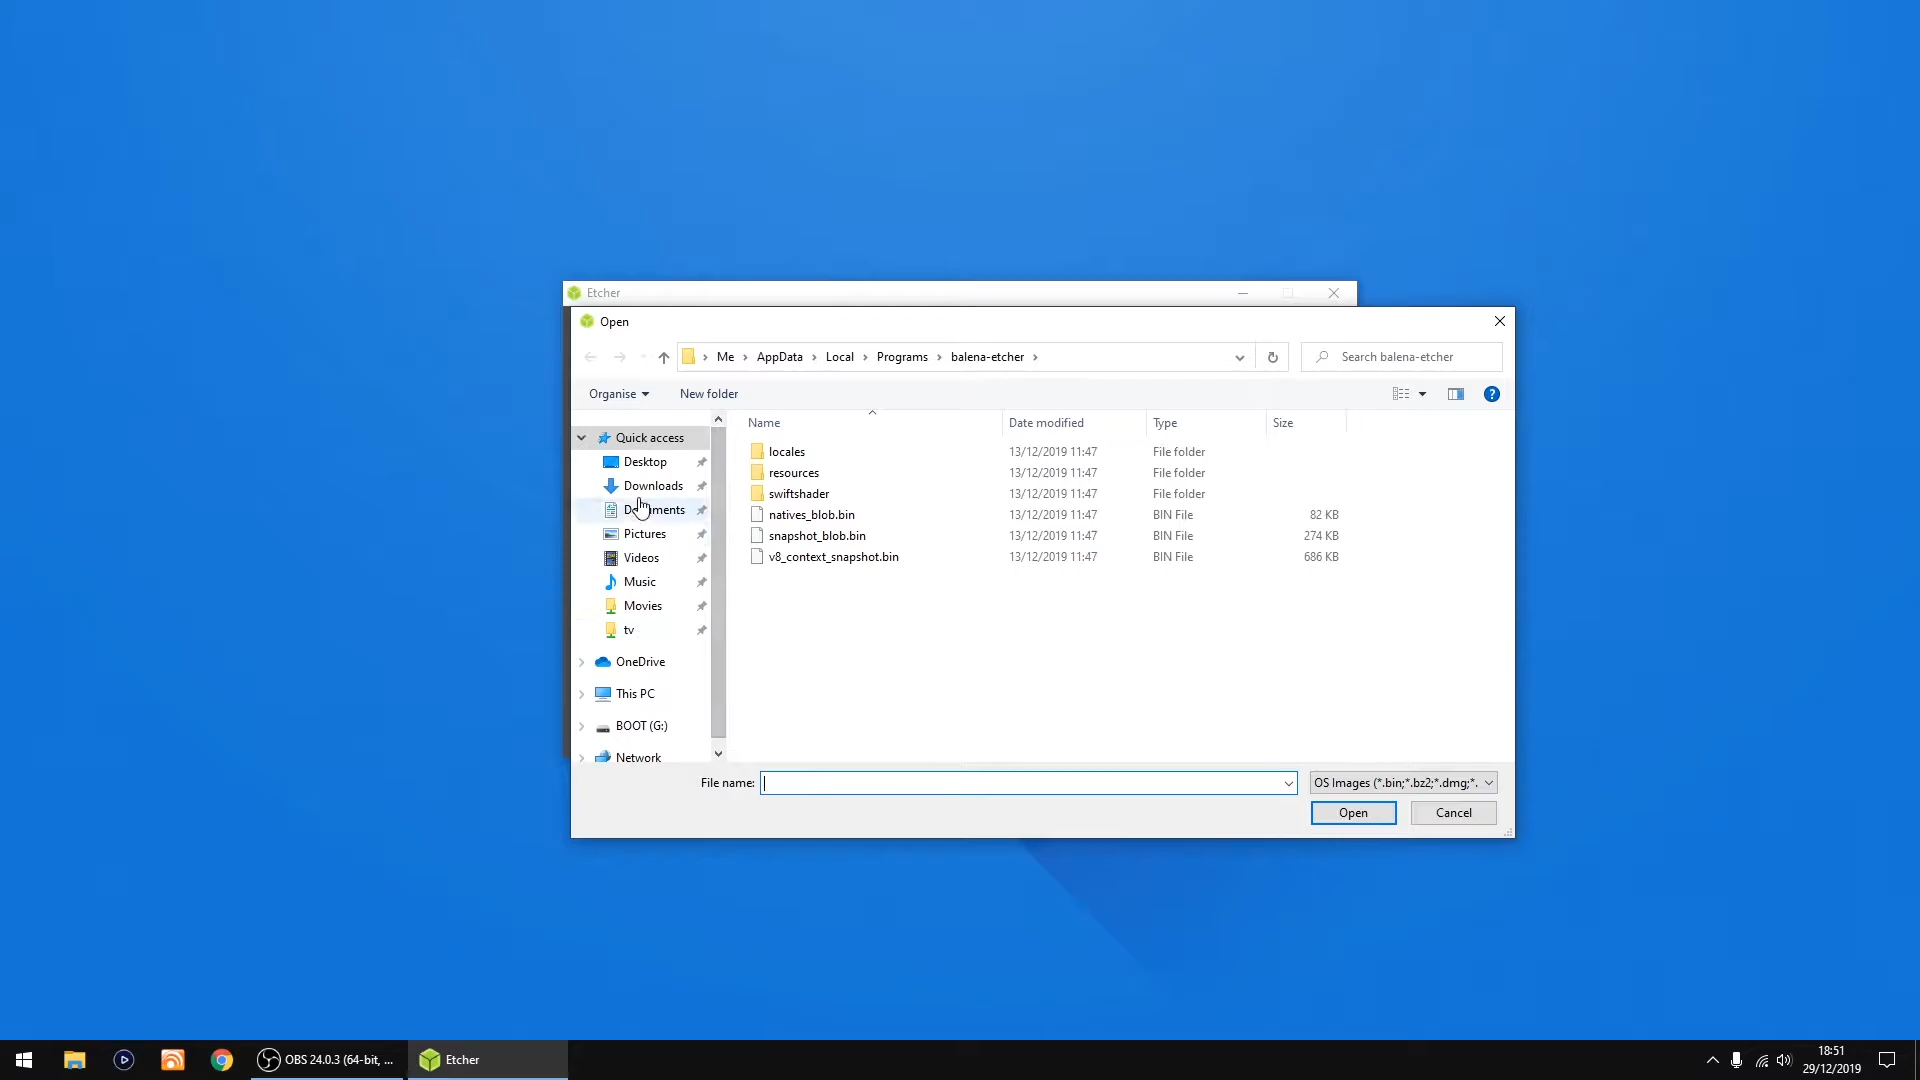 Etcher
Open
Me AppData Local Programs balena-etcher
Search balena-etcher
Organise New folder
Name Date modified Type Size
Quick access
Desktop
Downloads
Pictures
Videos
Music
Movies
tv
OneDrive
This PC
BOOT (G:)
Network
locales 13/12/2019 11:47 File folder
resources 13/12/2019 11:47 File folder
swiftshader 13/12/2019 11:47 File folder
natives_blob.bin 13/12/2019 11:47 BIN File 82 KB
snapshot_blob.bin 13/12/2019 11:47 BIN File 274 KB
v8_context_snapshot.bin 13/12/2019 11:47 BIN File 686 KB
File name: OS Images (*.bin;*.bz2;*.dmg;*.
Open Cancel
OBS 24.0.3 (64-bit, ... Etcher
18:51
29/12/2019